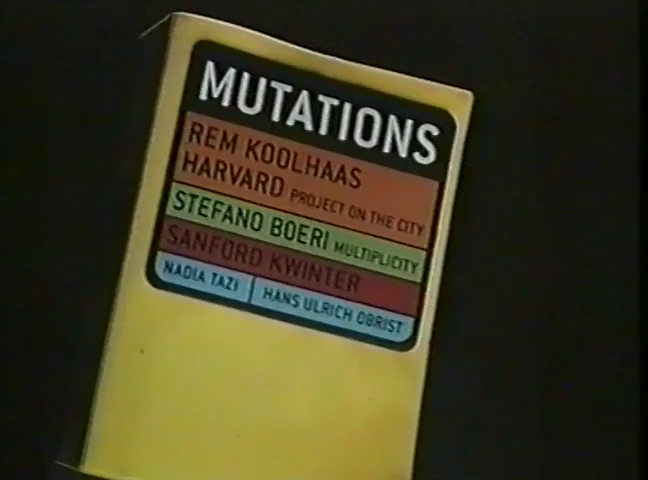 MUTATIONS
REM KOOLHAAS
HARVARD PROJECT ON THE CITY
STEFANO BOERI MULTIPLICITY
SANFORD KWINTER
NADIA TAZI | HANS ULRICH OBRIST